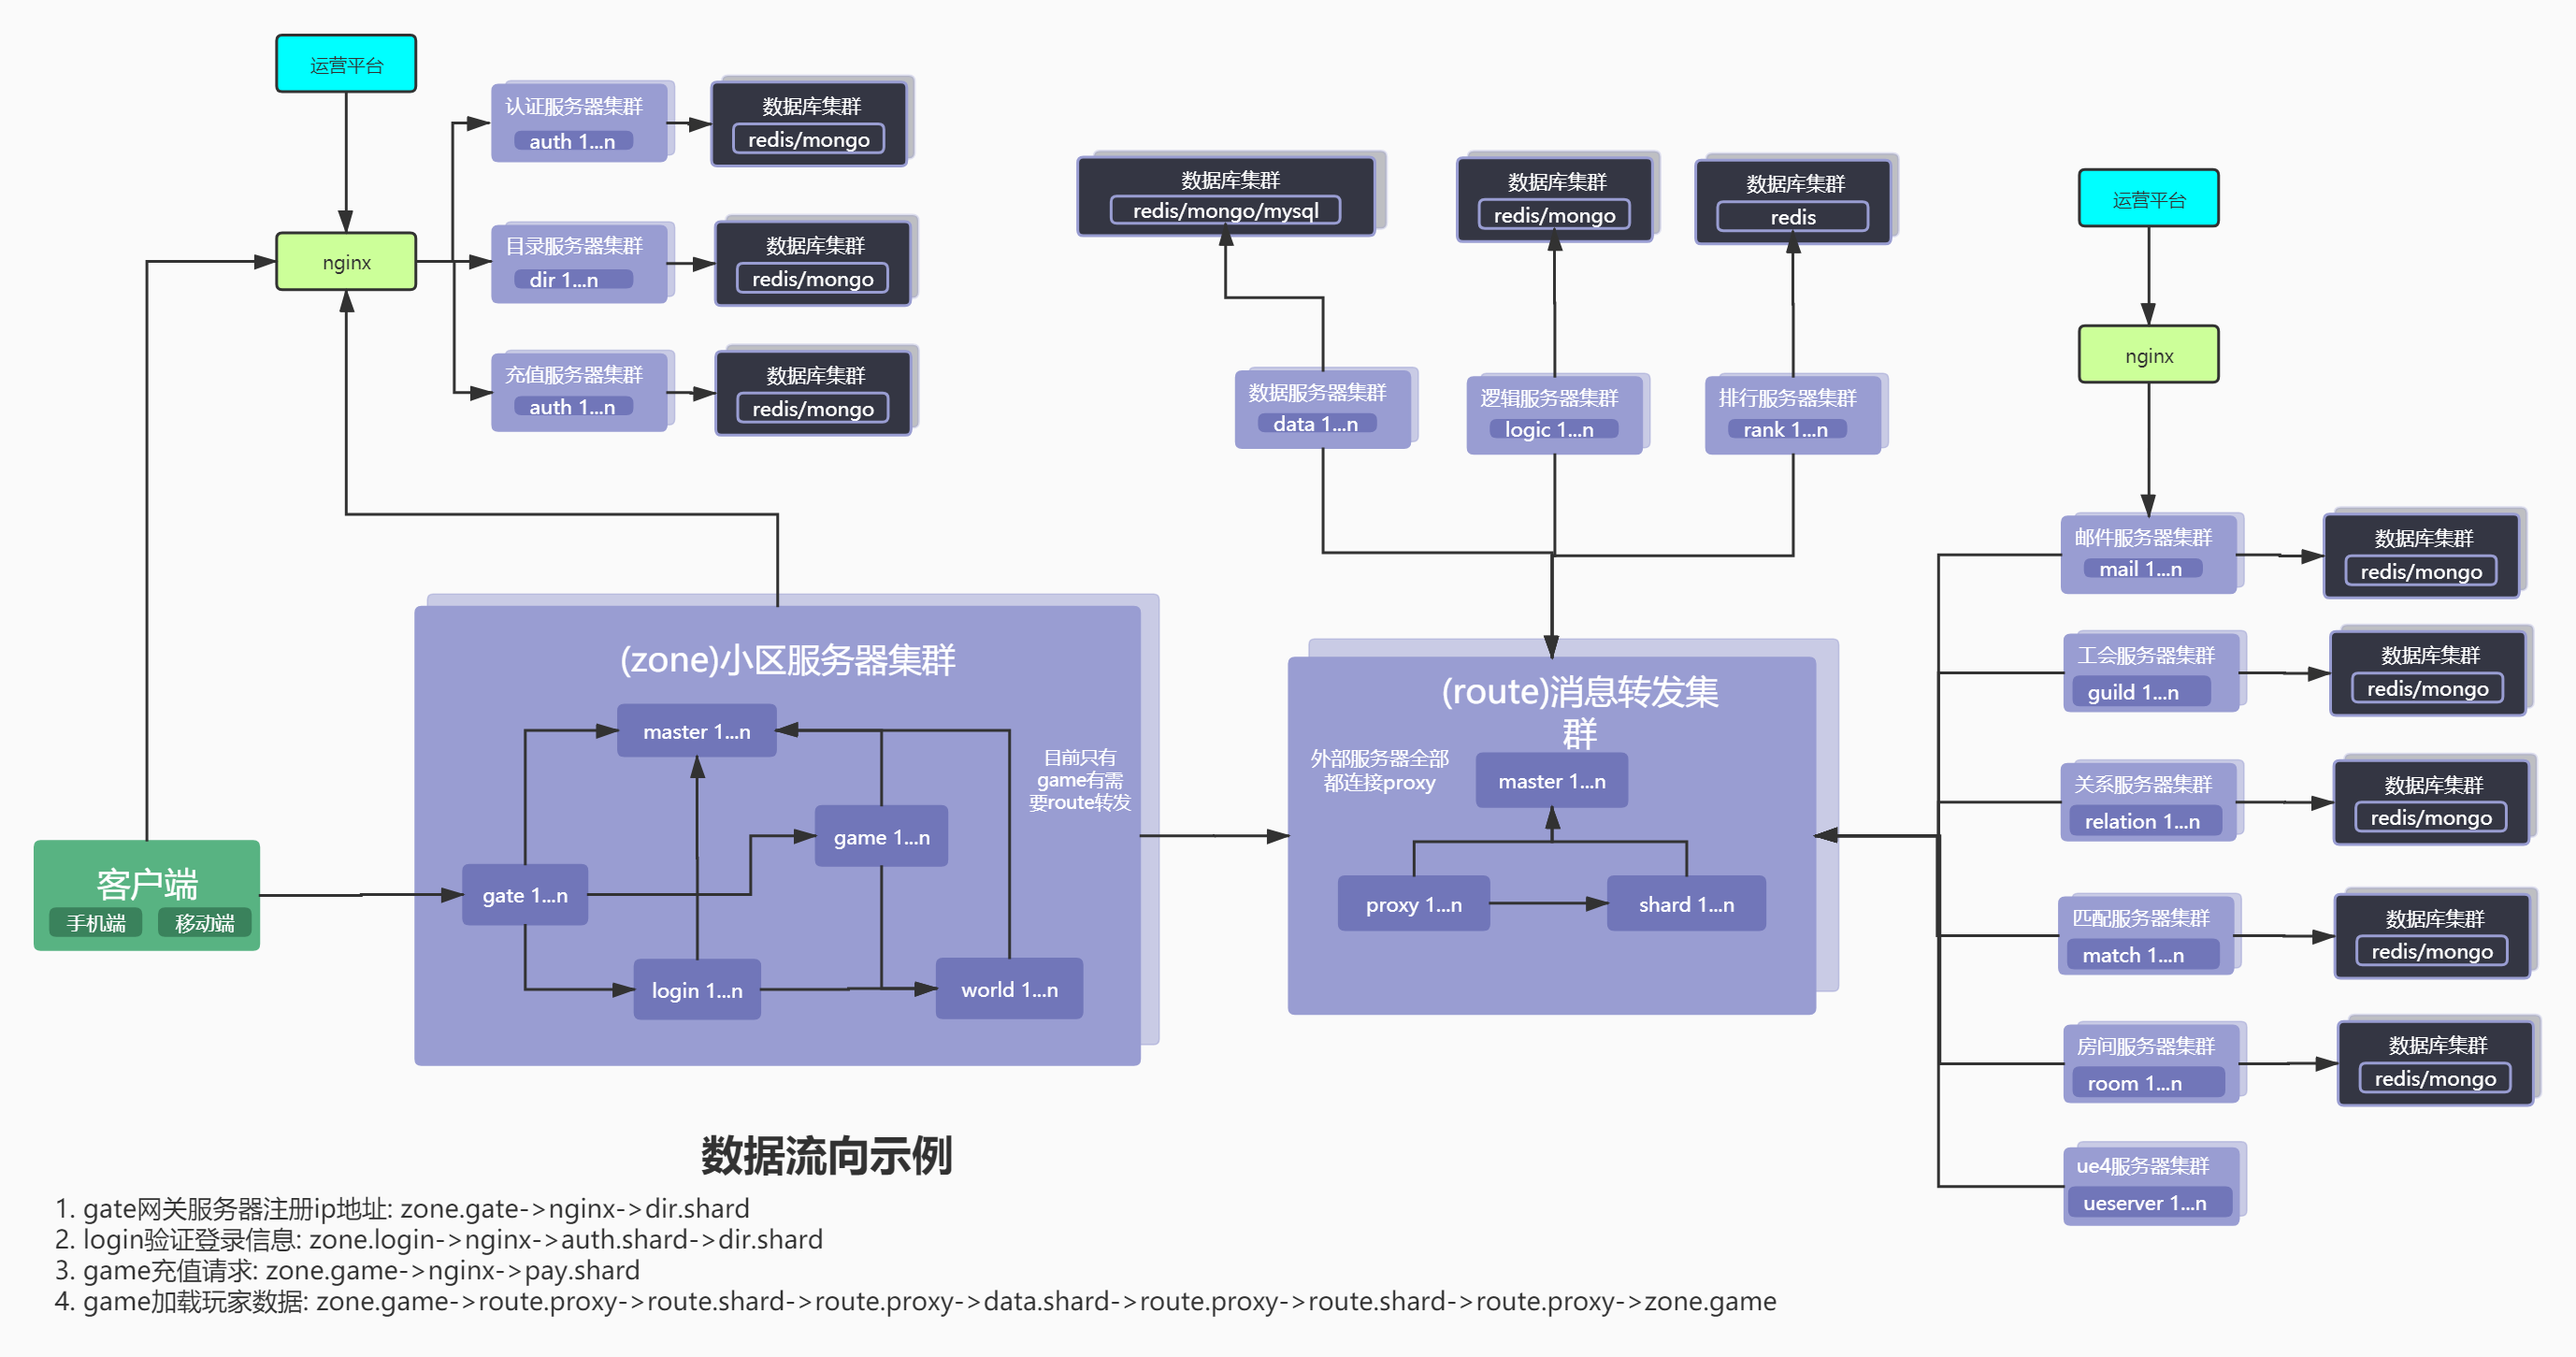 运营平台
nginx
认证服务器集群
auth 1...n
数据库集群
redis/mongo
目录服务器集群
dir 1...n
数据库集群
redis/mongo
充值服务器集群
auth 1...n
数据库集群
redis/mongo
数据库集群
redis/mongo/mysql
数据库集群
redis/mongo
数据库集群
redis
数据服务器集群
data 1...n
逻辑服务器集群
logic 1...n
排行服务器集群
rank 1...n
运营平台
nginx
邮件服务器集群
mail 1...n
数据库集群
redis/mongo
工会服务器集群
guild 1...n
数据库集群
redis/mongo
关系服务器集群
relation 1...n
数据库集群
redis/mongo
匹配服务器集群
match 1...n
数据库集群
redis/mongo
房间服务器集群
room 1...n
数据库集群
redis/mongo
ue4服务器集群
ueserver 1...n
客户端
手机端
移动端
(zone)小区服务器集群
master 1...n
目前只有
game有需
要route转发
game 1...n
gate 1...n
login 1...n
world 1...n
(route)消息转发集
群
外部服务器全部
都连接proxy
master 1...n
proxy 1...n
shard 1...n
数据流向示例
1. gate网关服务器注册ip地址: zone.gate->nginx->dir.shard
2. login验证登录信息: zone.login->nginx->auth.shard->dir.shard
3. game充值请求: zone.game->nginx->pay.shard
4. game加载玩家数据: zone.game->route.proxy->route.shard->route.proxy->data.shard->route.proxy->route.shard->route.proxy->zone.game